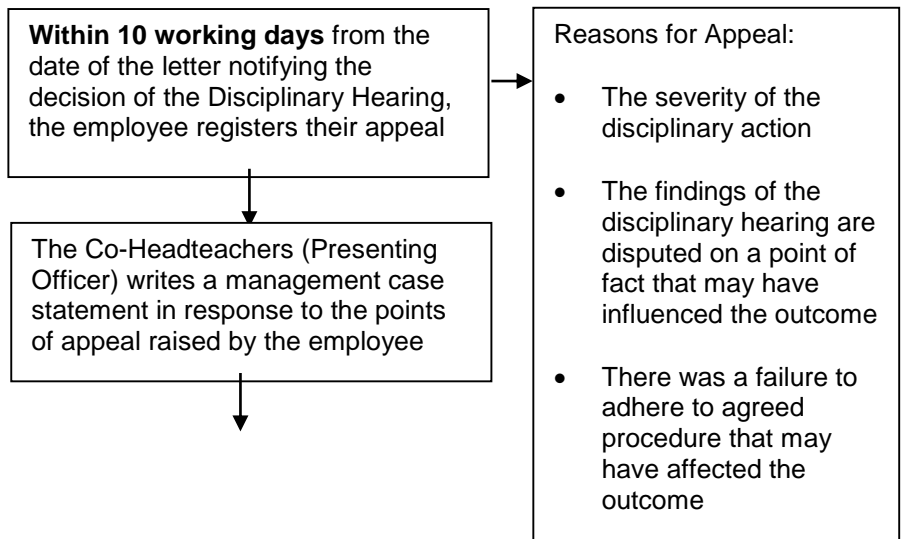 Within 10 working days from the
date of the letter notifying the
decision of the Disciplinary Hearing,
the employee registers their appeal
The Co-Headteachers (Presenting
Officer) writes a management case
statement in response to the points
of appeal raised by the employee
Reasons for Appeal:
• The severity of the
disciplinary action
• The findings of the
disciplinary hearing are
disputed on a point of
fact that may have
influenced the outcome
• There was a failure to
adhere to agreed
procedure that may
have affected the
outcome